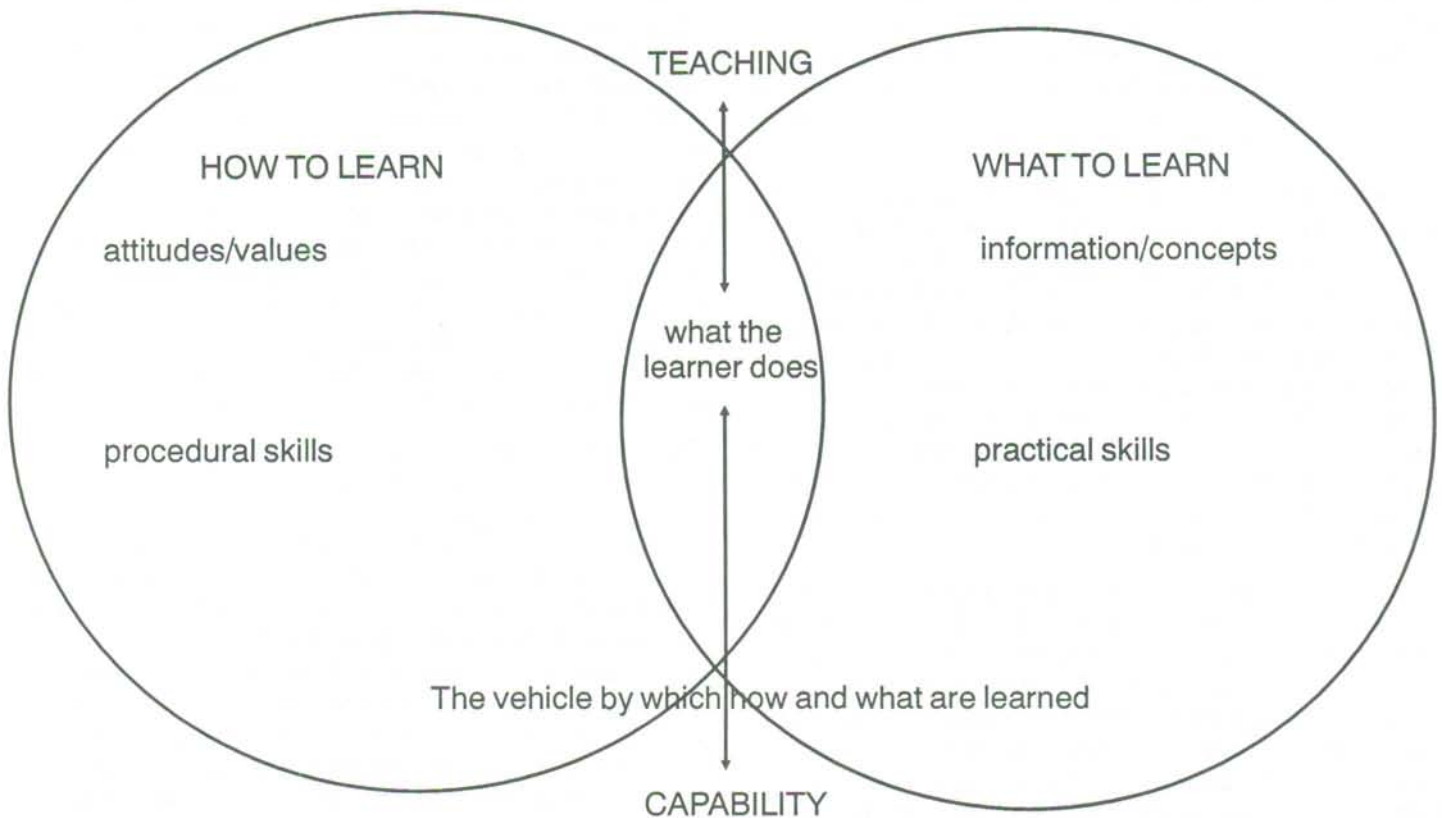 TEACHING
HOW TO LEARN
WHAT TO LEARN
attitudes/values
information/concepts
what the
learner does
procedural skills
practical skills
The vehicle by which how and what are learned
CAPABILITY